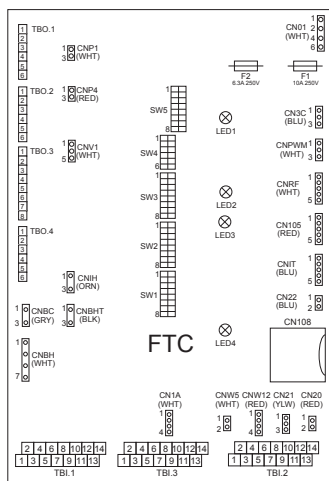 TBO.1
1
2
3
4
5
6
CNP1
(WHT)
1
3
CN01
(WHT)
1
2
4
6
F2
6.3A 250V
F1
10A 250V
TBO.2
1
2
3
4
5
6
CNP4
(RED)
1
3
SW5
1
8
LED1
CN3C
(BLU)
1
3
TBO.3
1
2
3
4
5
6
7
8
CNV1
(WHT)
1
5
SW4
1
6
CNPWM
(WHT)
1
3
SW3
1
8
LED2
CNRF
(WHT)
1
5
TBO.4
1
2
3
4
5
6
SW2
1
8
LED3
CN105
(RED)
1
5
CNIH
(ORN)
1
3
SW1
1
8
CNIT
(BLU)
1
5
CNBC
(GRY)
1
3
CNBHT
(BLK)
1
3
CN22
(BLU)
1
2
CNBH
(WHT)
1
7
FTC
LED4
CN108
CN1A
(WHT)
1
4
CNW5
(WHT)
1
2
CNW12
(RED)
1
4
CN21
(YLW)
1
3
CN20
(RED)
1
2
2 4 6 8 10 12 14
1 3 5 7 9 11 13
TBI.1
2 4 6 8 10 12 14
1 3 5 7 9 11 13
TBI.3
2 4 6 8 10 12 14
1 3 5 7 9 11 13
TBI.2